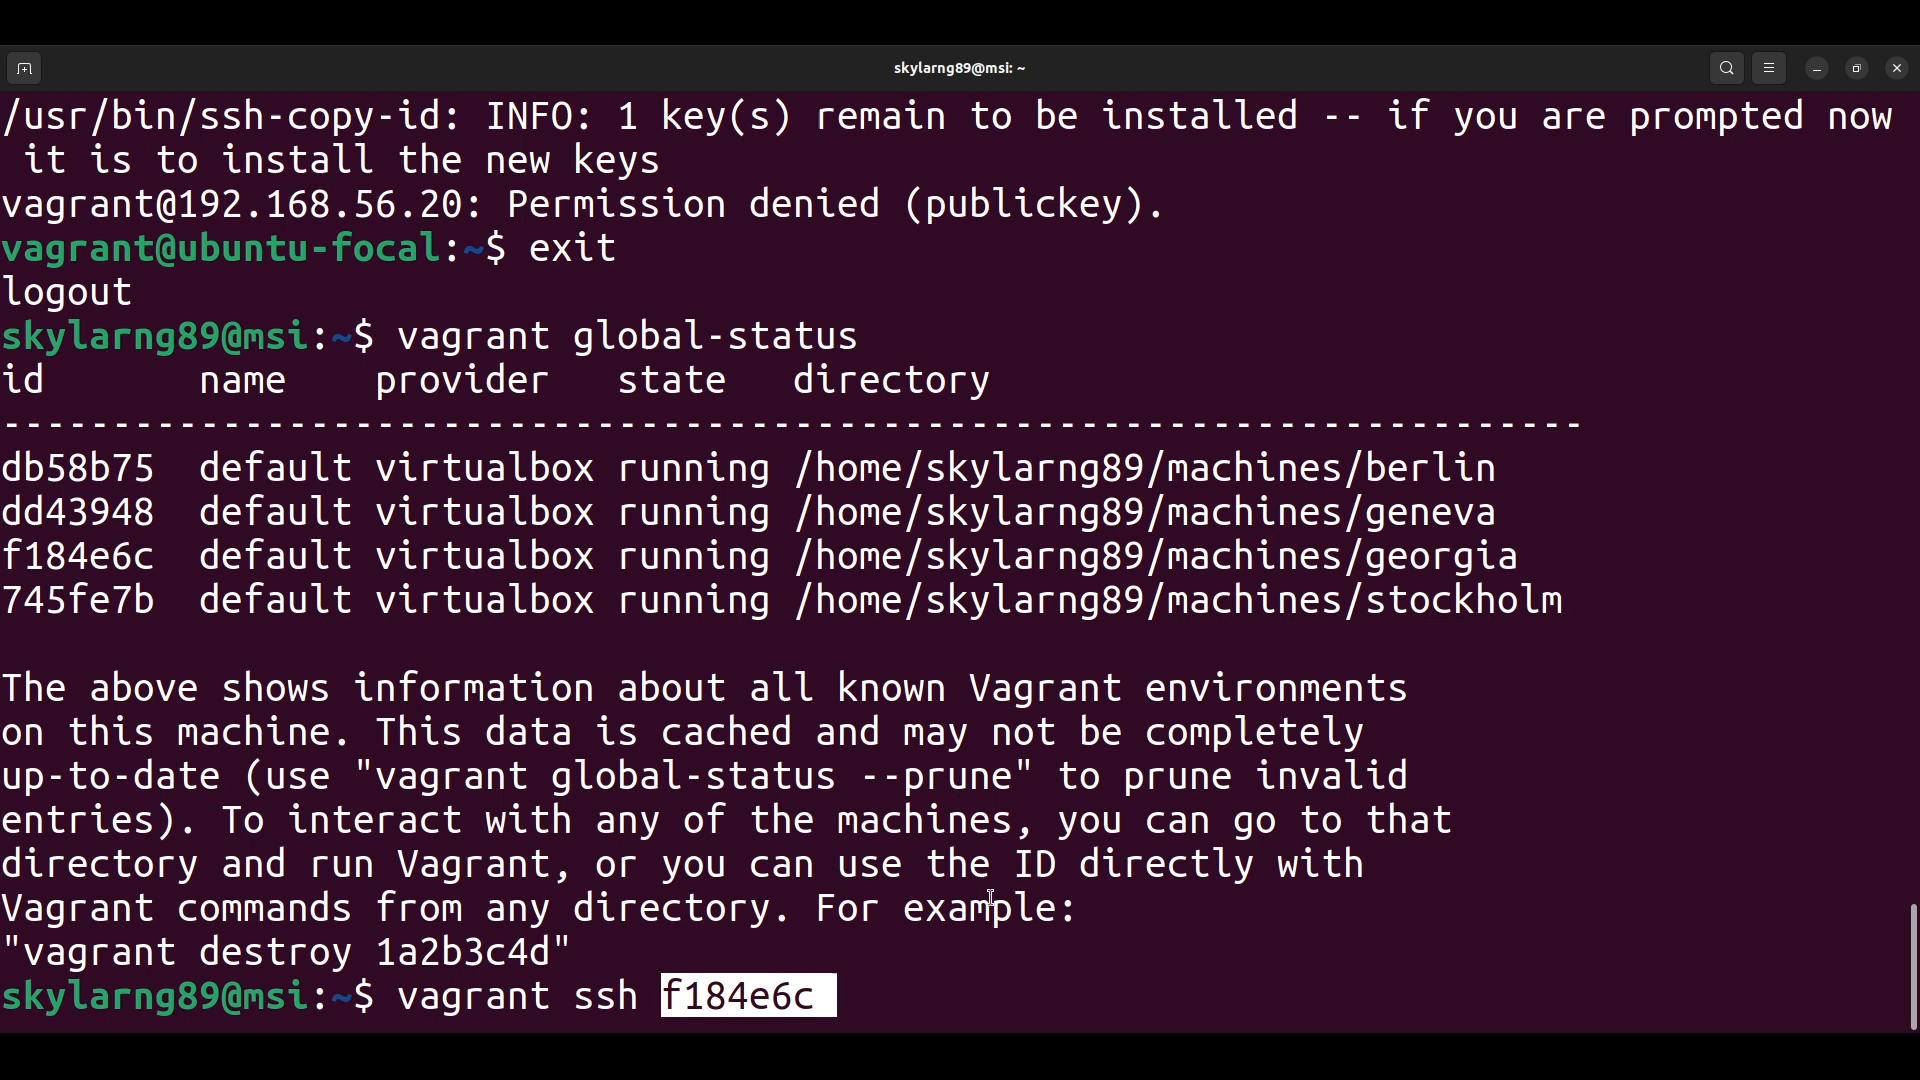 skylarng89@msi: ~
/usr/bin/ssh-copy-id: INFO: 1 key(s) remain to be installed -- if you are prompted now
it is to install the new keys
vagrant@192.168.56.20: Permission denied (publickey).
vagrant@ubuntu-focal:~$ exit
logout
skylarng89@msi:~$ vagrant global-status
id       name    provider   state   directory
------------------------------------------------------------------------
db58b75  default virtualbox running /home/skylarng89/machines/berlin
dd43948  default virtualbox running /home/skylarng89/machines/geneva
f184e6c  default virtualbox running /home/skylarng89/machines/georgia
745fe7b  default virtualbox running /home/skylarng89/machines/stockholm
The above shows information about all known Vagrant environments
on this machine. This data is cached and may not be completely
up-to-date (use "vagrant global-status --prune" to prune invalid
entries). To interact with any of the machines, you can go to that
directory and run Vagrant, or you can use the ID directly with
Vagrant commands from any directory. For example:
"vagrant destroy 1a2b3c4d"
skylarng89@msi:~$ vagrant ssh f184e6c